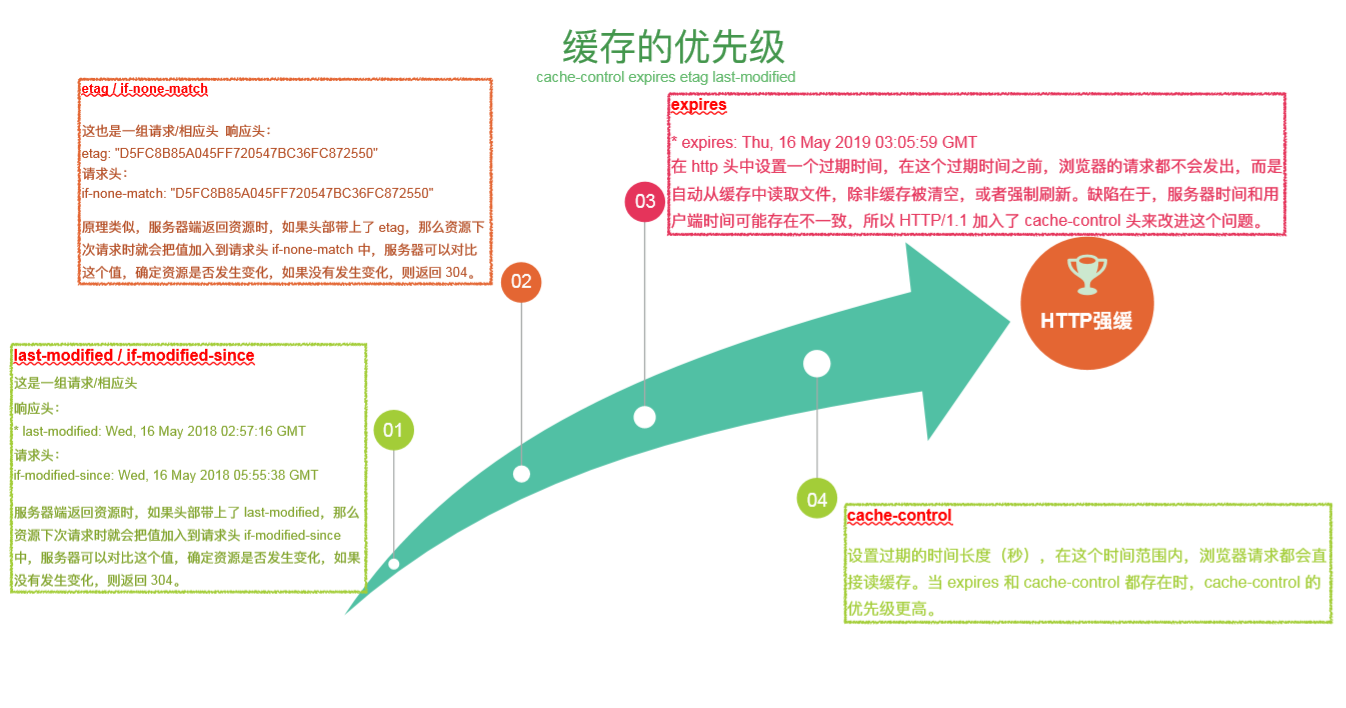 缓存的优先级
cache-control expires etag last-modified
etag / if-none-match
这也是一组请求/相应头 响应头：
etag: "D5FC8B85A045FF720547BC36FC872550"
请求头：
if-none-match: "D5FC8B85A045FF720547BC36FC872550"
原理类似，服务器端返回资源时，如果头部带上了 etag，那么资源下
次请求时就会把值加入到请求头 if-none-match 中，服务器可以对比
这个值，确定资源是否发生变化，如果没有发生变化，则返回 304。
02
expires
* expires: Thu, 16 May 2019 03:05:59 GMT
在 http 头中设置一个过期时间，在这个过期时间之前，浏览器的请求都不会发出，而是
自动从缓存中读取文件，除非缓存被清空，或者强制刷新。缺陷在于，服务器时间和用
户端时间可能存在不一致，所以 HTTP/1.1 加入了 cache-control 头来改进这个问题。
03
HTTP强缓
last-modified / if-modified-since
这是一组请求/相应头
响应头：
* last-modified: Wed, 16 May 2018 02:57:16 GMT
请求头：
if-modified-since: Wed, 16 May 2018 05:55:38 GMT
服务器端返回资源时，如果头部带上了 last-modified，那么
资源下次请求时就会把值加入到请求头 if-modified-since
中，服务器可以对比这个值，确定资源是否发生变化，如果
没有发生变化，则返回 304。
01
04
cache-control
设置过期的时间长度（秒），在这个时间范围内，浏览器请求都会直
接读缓存。当 expires 和 cache-control 都存在时，cache-control 的
优先级更高。